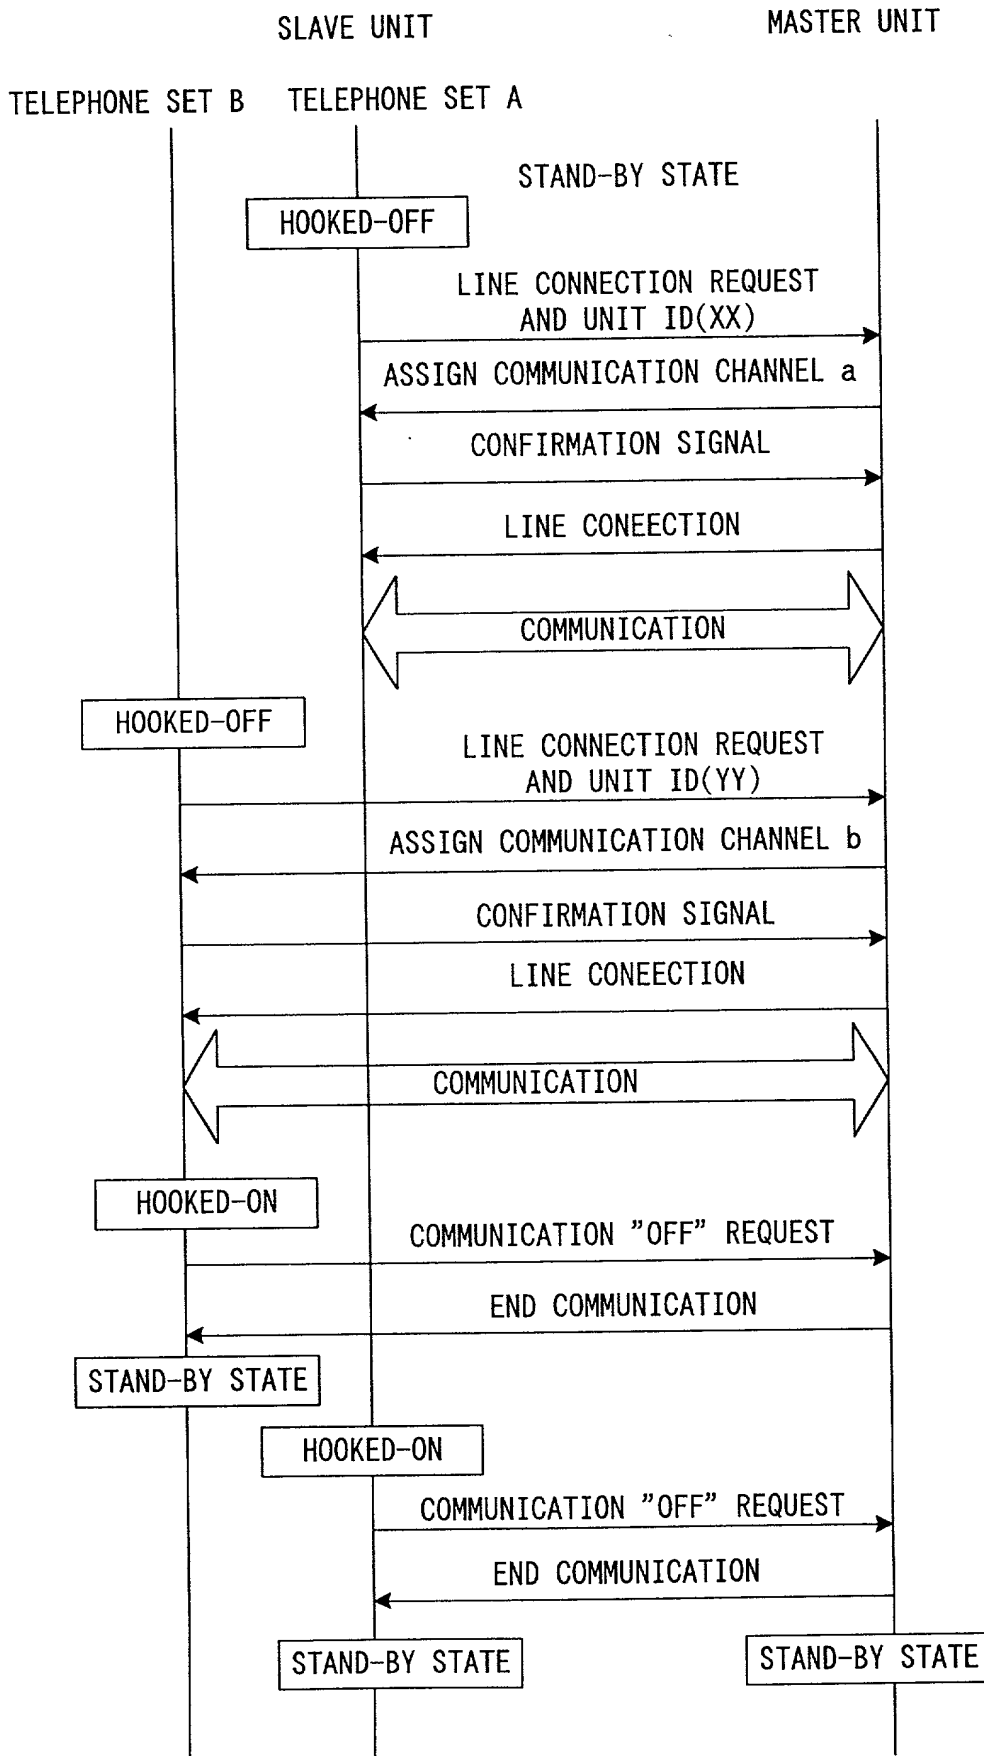 SLAVE UNIT
MASTER UNIT
TELEPHONE SET B
TELEPHONE SET A
STAND-BY STATE
HOOKED-OFF
LINE CONNECTION REQUEST
AND UNIT ID(XX)
ASSIGN COMMUNICATION CHANNEL a
CONFIRMATION SIGNAL
LINE CONEECTION
COMMUNICATION
HOOKED-OFF
LINE CONNECTION REQUEST
AND UNIT ID(YY)
ASSIGN COMMUNICATION CHANNEL b
CONFIRMATION SIGNAL
LINE CONEECTION
COMMUNICATION
HOOKED-ON
COMMUNICATION ”OFF” REQUEST
END COMMUNICATION
STAND-BY STATE
HOOKED-ON
COMMUNICATION ”OFF” REQUEST
END COMMUNICATION
STAND-BY STATE
STAND-BY STATE